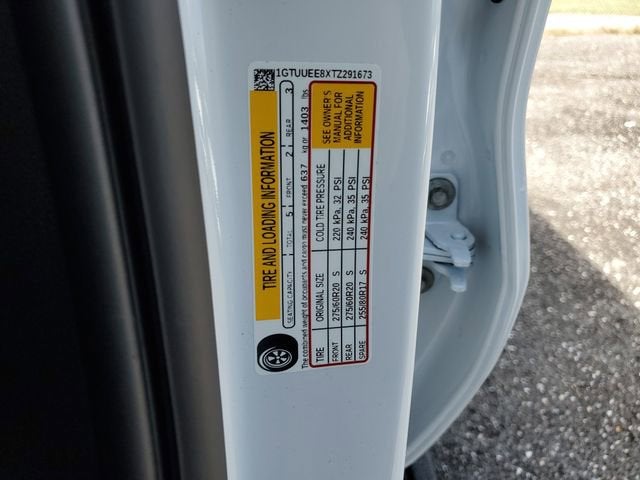 1GTUUEE8XTZ291673
TIRE AND LOADING INFORMATION
SEATING CAPACITY TOTAL 5 FRONT 2 REAR 3
The combined weight of occupants and cargo must never exceed 637 kg or 1403 lbs.
TIRE ORIGINAL SIZE COLD TIRE PRESSURE
FRONT 275/60R20 S 220 kPa, 32 PSI
REAR 275/60R20 S 240 kPa, 35 PSI
SPARE 255/80R17 S 240 kPa, 35 PSI
SEE OWNER'S
MANUAL FOR
ADDITIONAL
INFORMATION